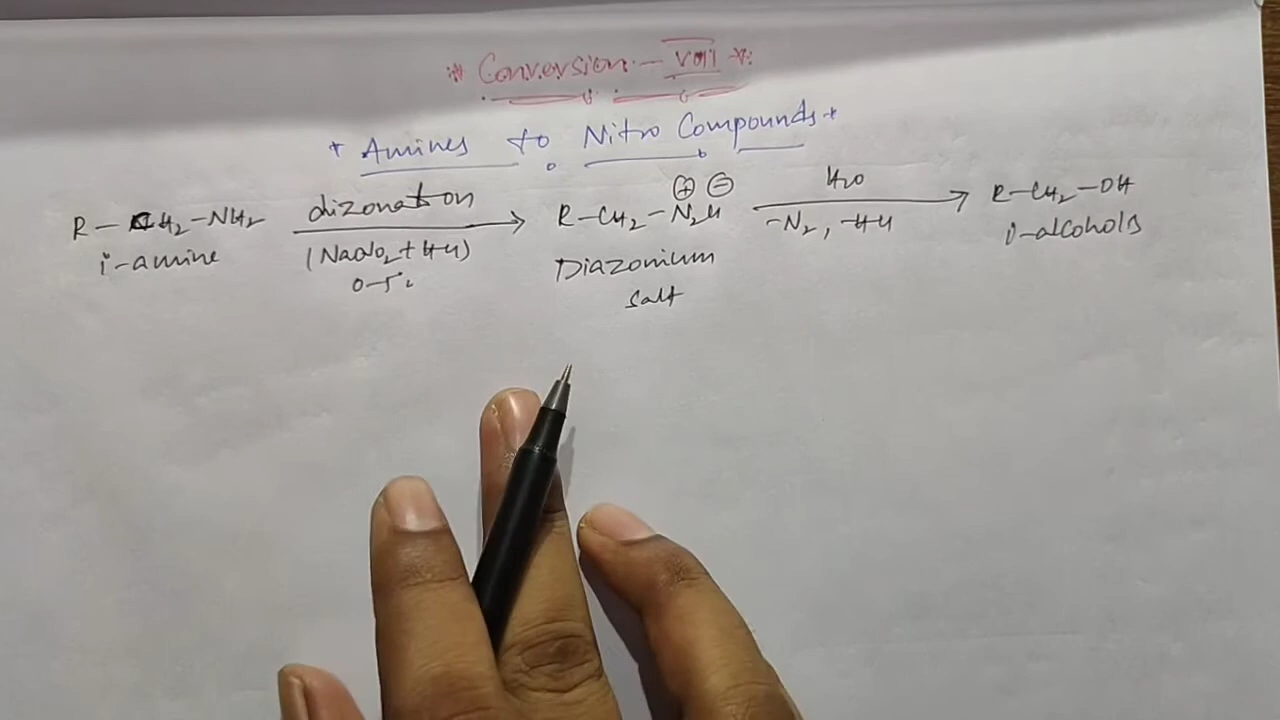 * Conversion - VIII *
* Amines to Nitro Compounds *
R-CH2-NH2 dizonation (NaNO2 + HCl) 0-5°c R-CH2-N2Cl ⊕ ⊖ H2O -N2, -HCl R-CH2-OH
1°-amine Diazonium salt 1°-alcohols